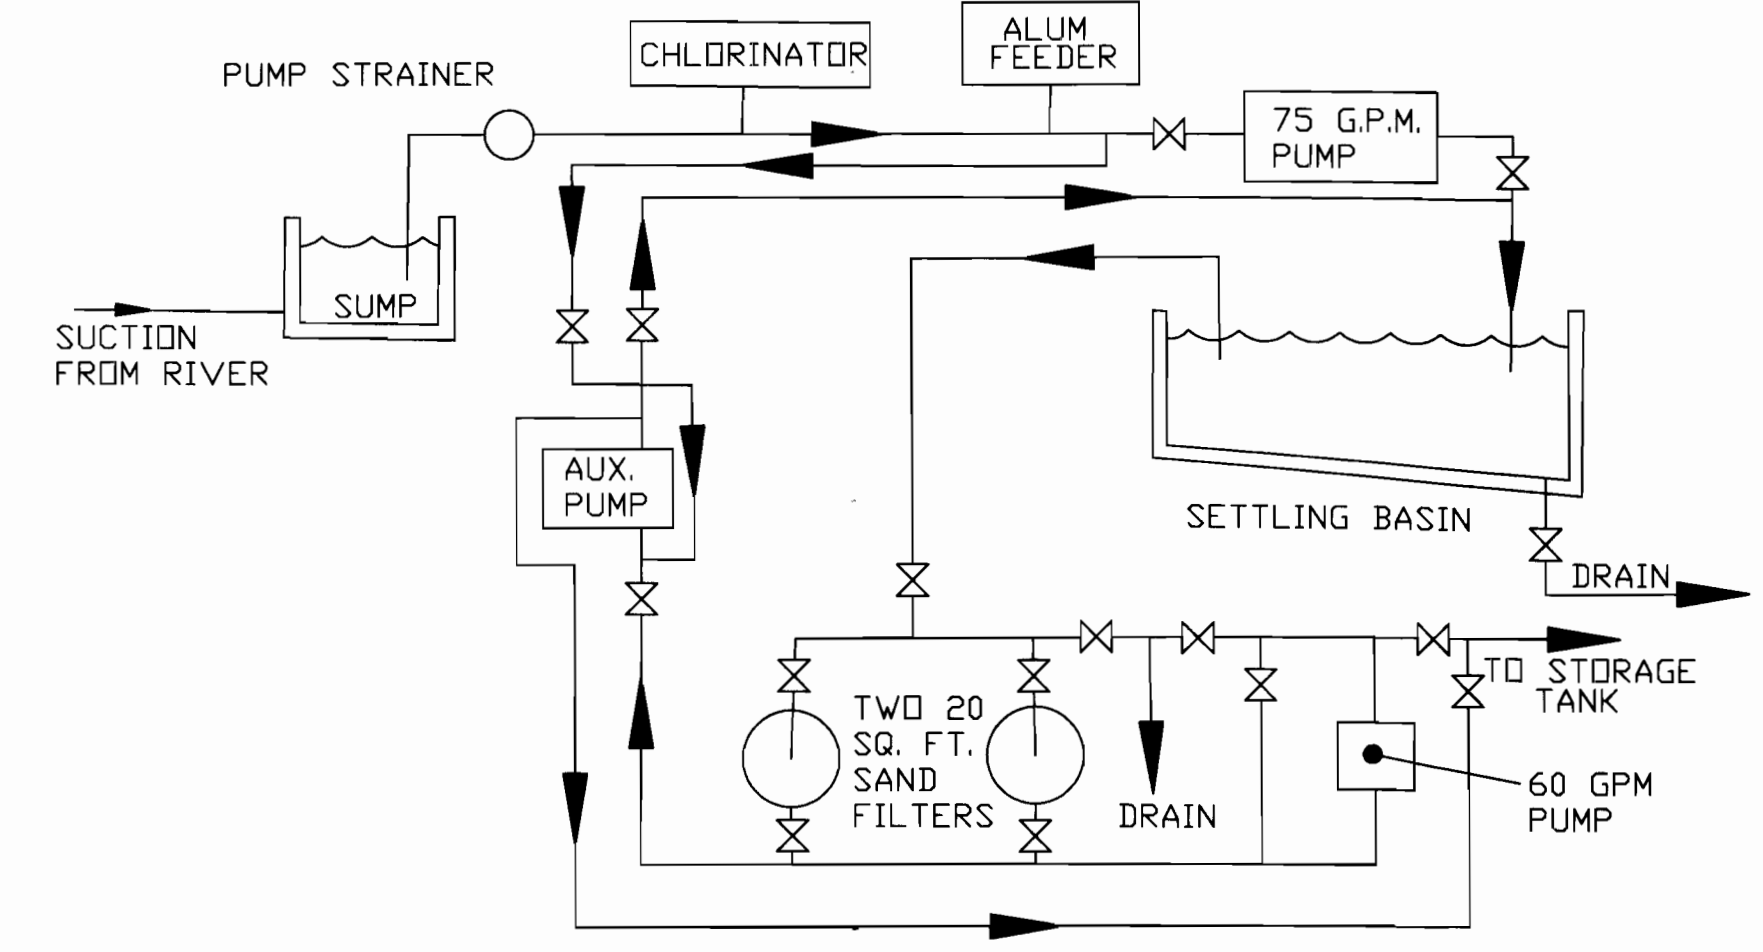 ALUM
FEEDER
CHLORINATOR
PUMP STRAINER
75 G.P.M.
PUMP
SUMP
SUCTION
FROM RIVER
AUX.
PUMP
SETTLING BASIN
DRAIN
TO STORAGE
TANK
TWO 20
SQ. FT.
SAND
FILTERS
DRAIN
60 GPM
PUMP